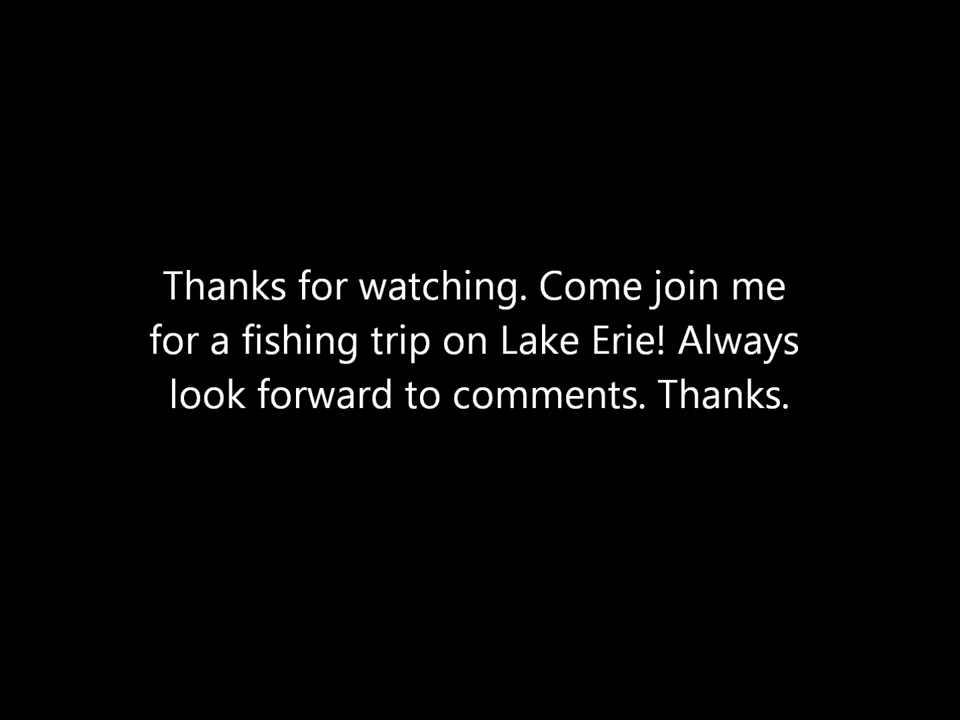 Thanks for watching. Come join me
for a fishing trip on Lake Erie! Always
look forward to comments. Thanks.